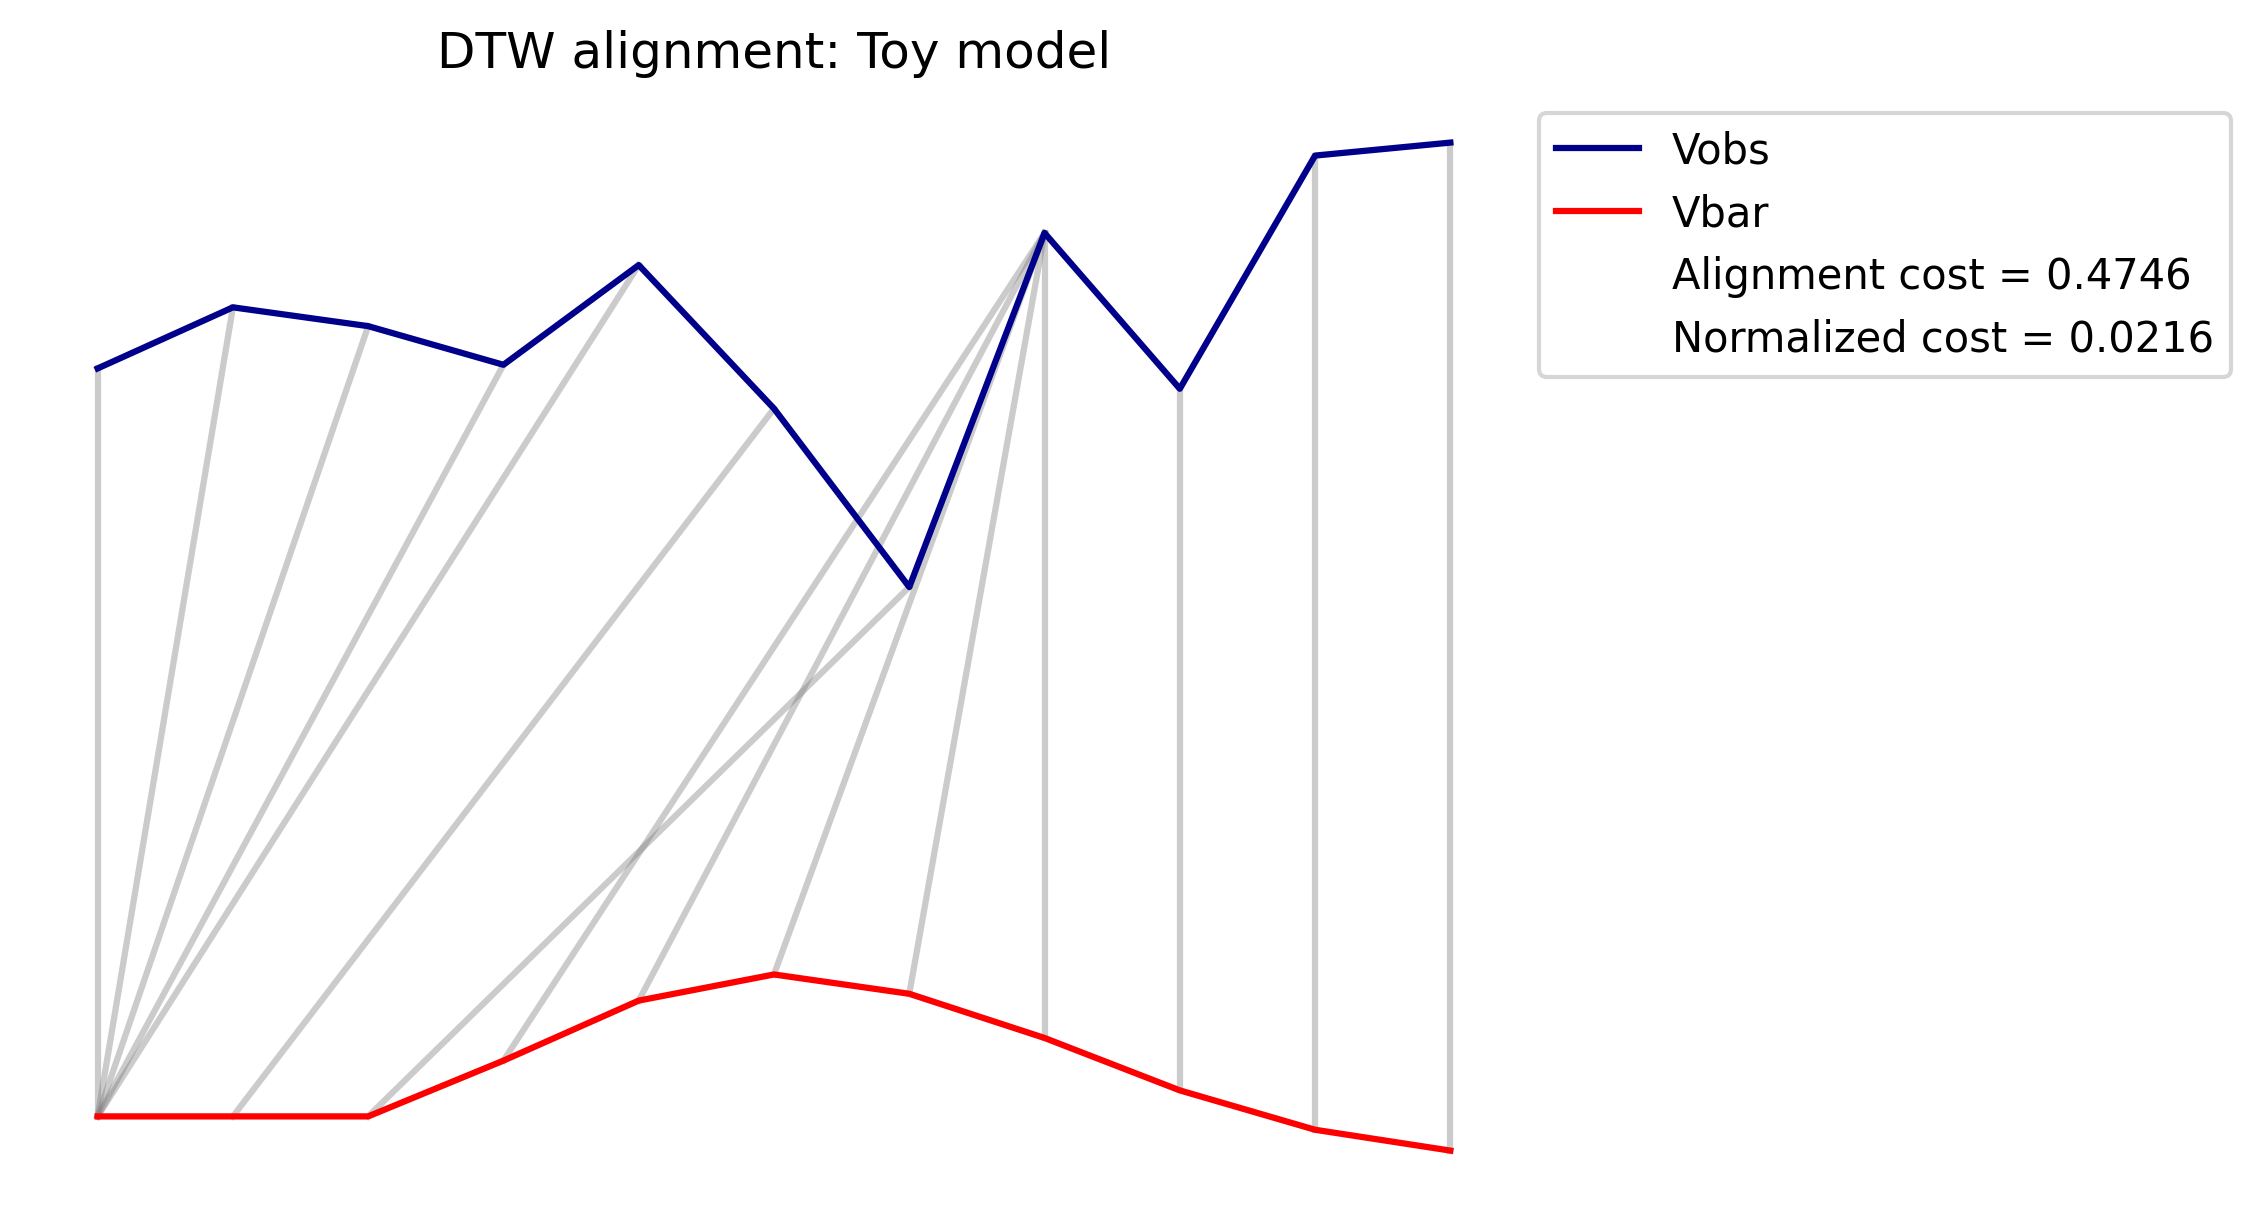 DTW alignment: Toy model
Vobs
Vbar
Alignment cost = 0.4746
Normalized cost = 0.0216